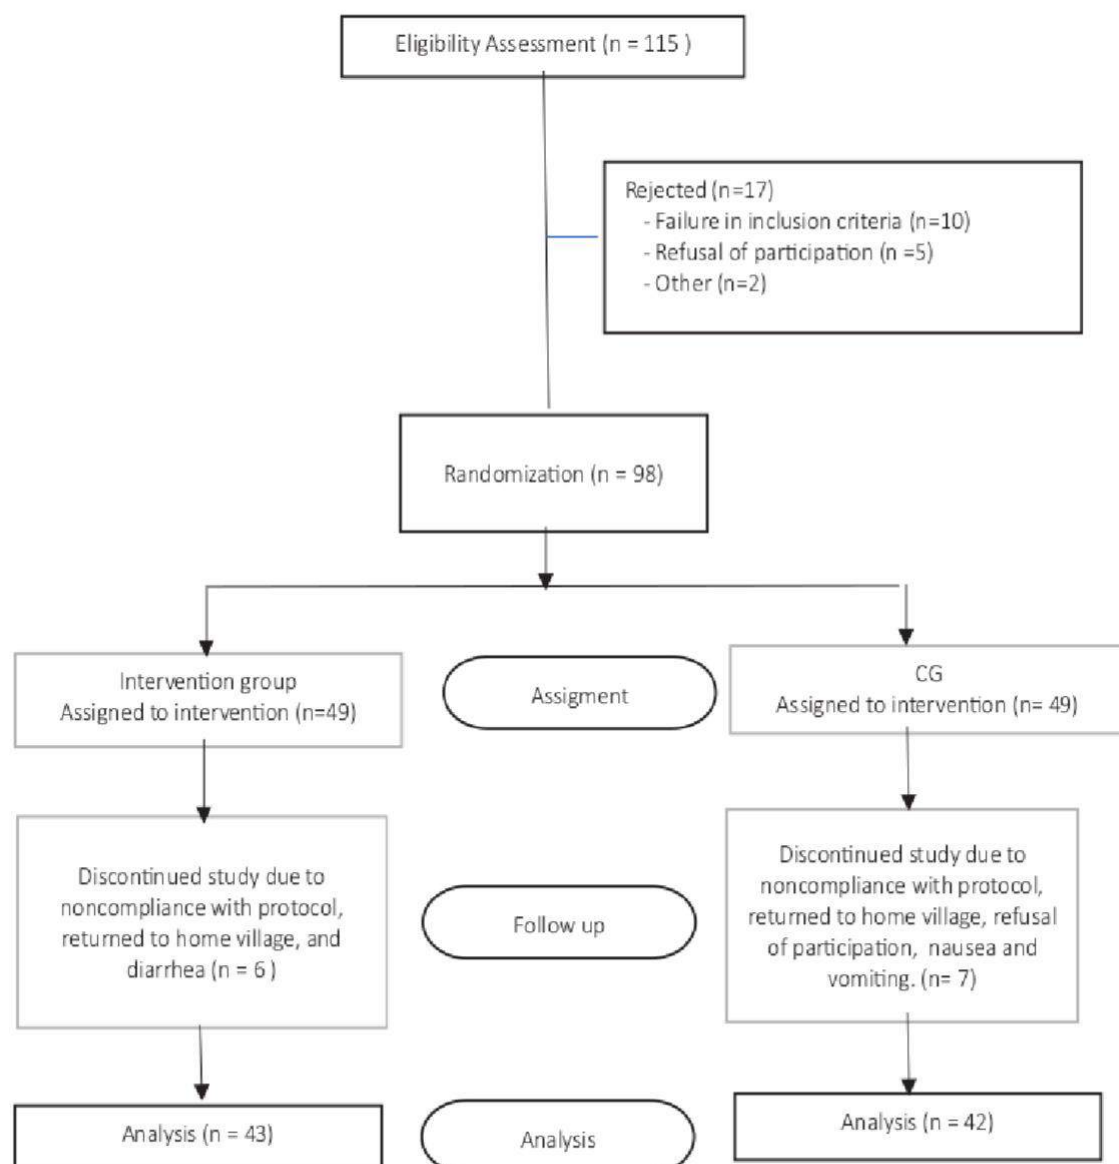 Eligibility Assessment (n = 115 )
Rejected (n=17)
- Failure in inclusion criteria (n=10)
- Refusal of participation (n =5)
- Other (n=2)
Randomization (n = 98)
Intervention group
Assigned to intervention (n=49)
Assigment
CG
Assigned to intervention (n= 49)
Discontinued study due to
noncompliance with protocol,
returned to home village, and
diarrhea (n = 6 )
Follow up
Discontinued study due to
noncompliance with protocol,
returned to home village, refusal
of participation, nausea and
vomiting. (n= 7)
Analysis (n = 43)
Analysis
Analysis (n = 42)